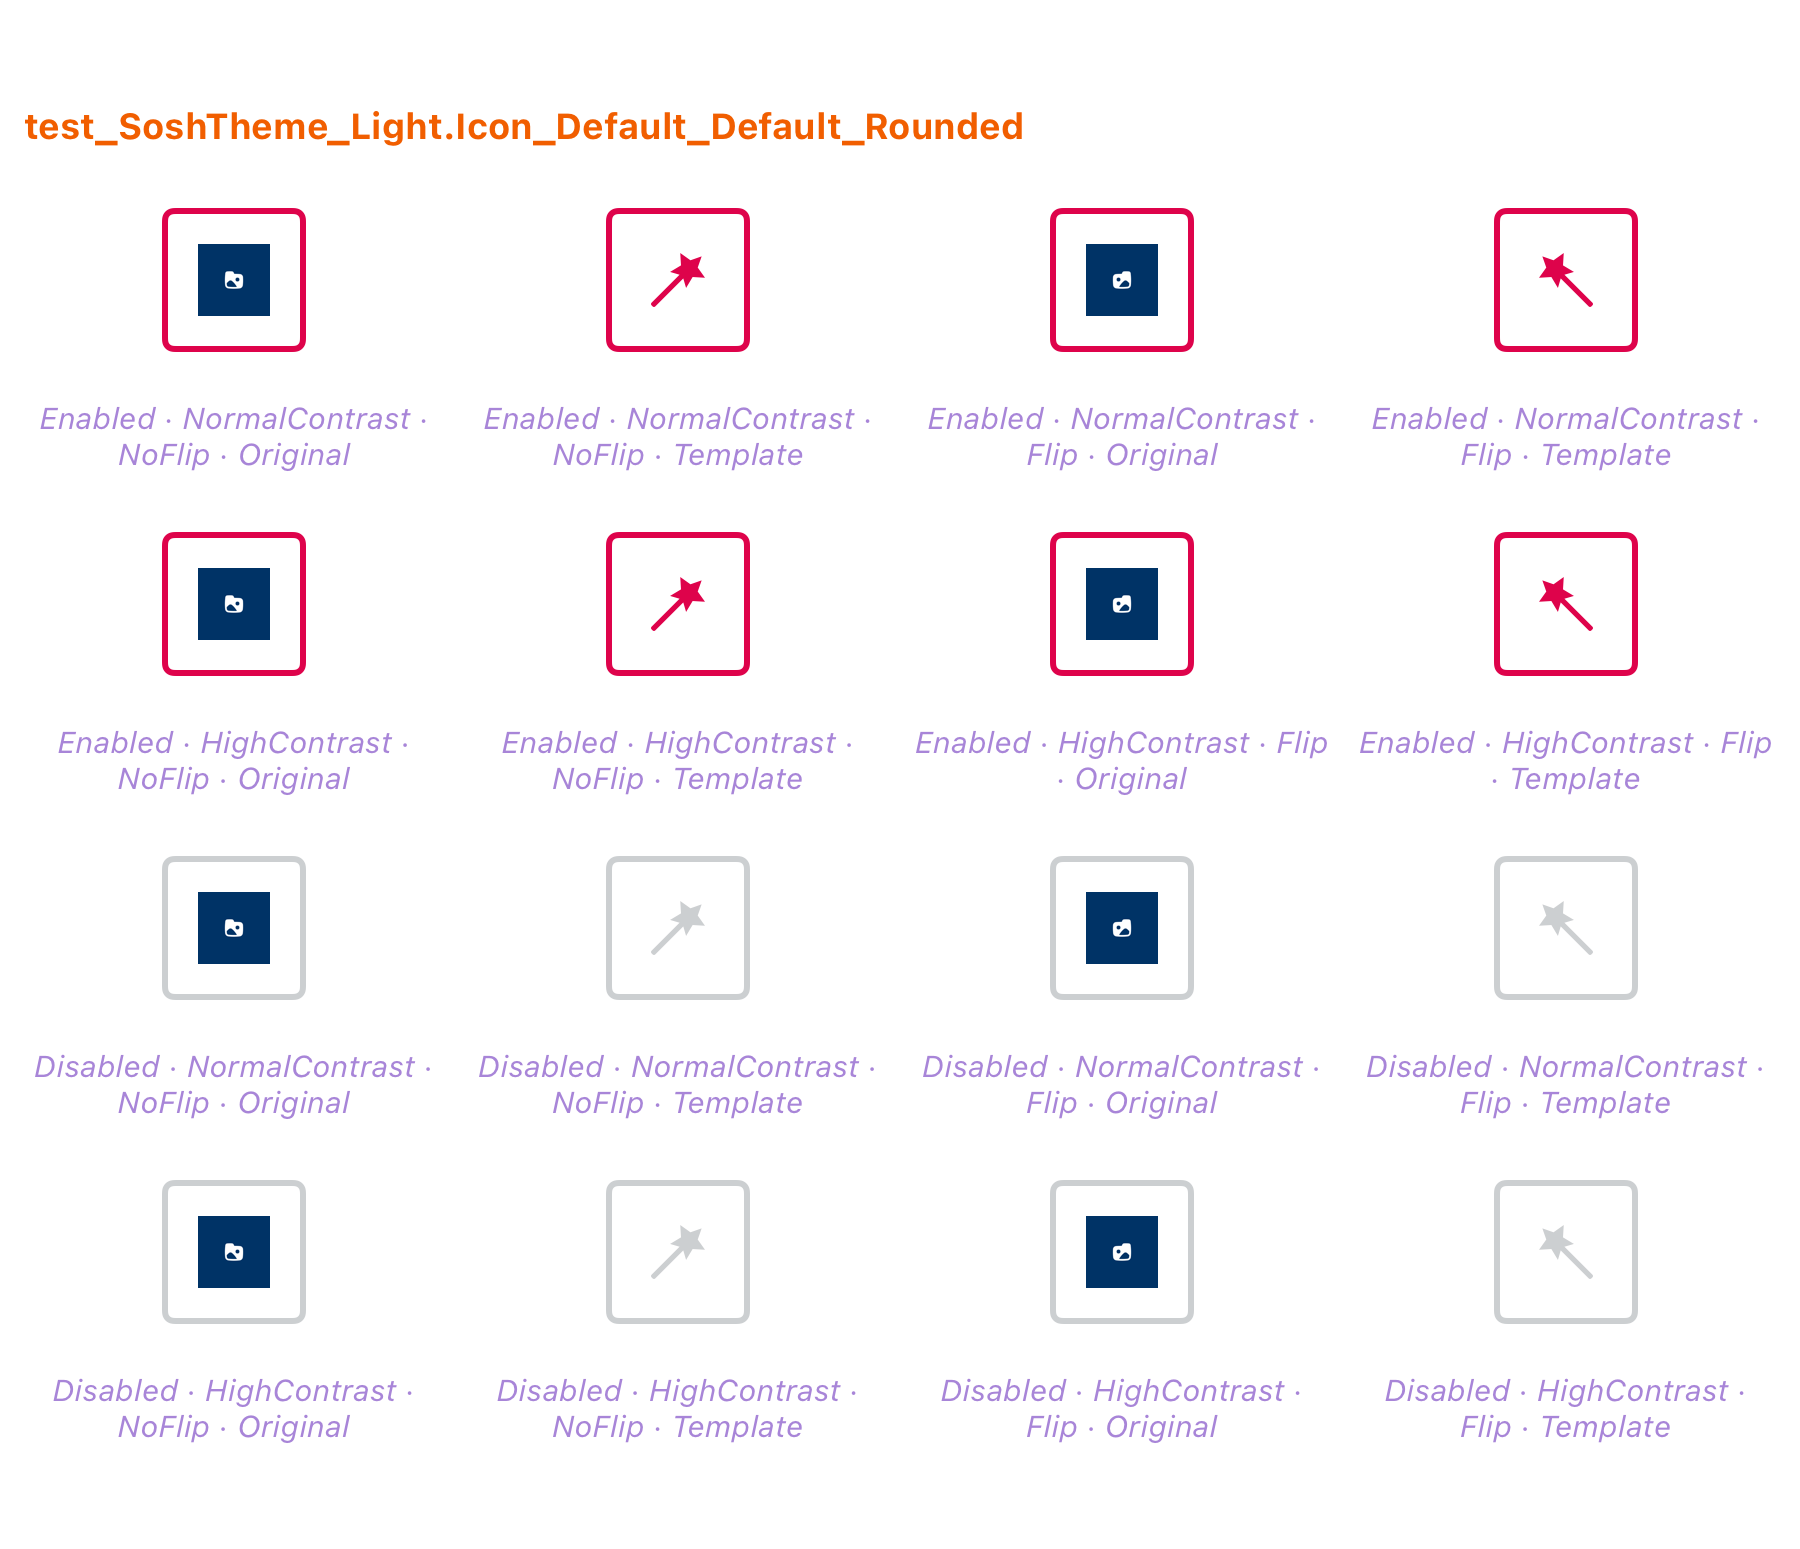 test_SoshTheme_Light.Icon_Default_Default_Rounded
Enabled · NormalContrast ·
NoFlip · Original
Enabled · NormalContrast ·
NoFlip · Template
Enabled · NormalContrast ·
Flip · Original
Enabled · NormalContrast ·
Flip · Template
Enabled · HighContrast ·
NoFlip · Original
Enabled · HighContrast ·
NoFlip · Template
Enabled · HighContrast · Flip
· Original
Enabled · HighContrast · Flip
· Template
Disabled · NormalContrast ·
NoFlip · Original
Disabled · NormalContrast ·
NoFlip · Template
Disabled · NormalContrast ·
Flip · Original
Disabled · NormalContrast ·
Flip · Template
Disabled · HighContrast ·
NoFlip · Original
Disabled · HighContrast ·
NoFlip · Template
Disabled · HighContrast ·
Flip · Original
Disabled · HighContrast ·
Flip · Template